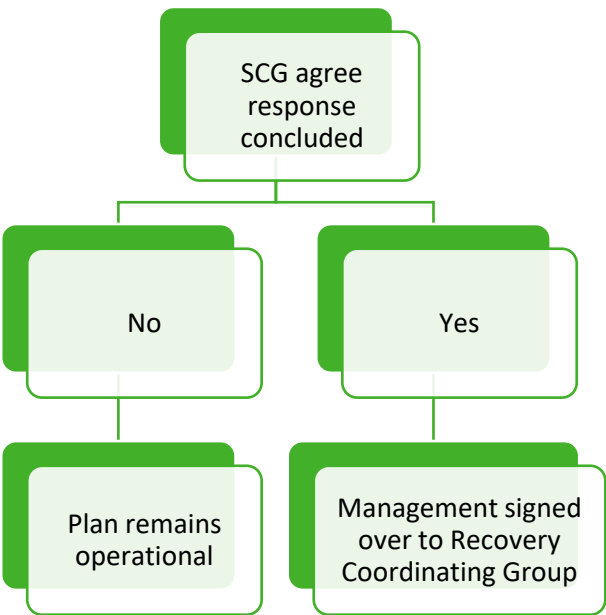 SCG agree
response
concluded
No
Yes
Plan remains
operational
Management signed
over to Recovery
Coordinating Group